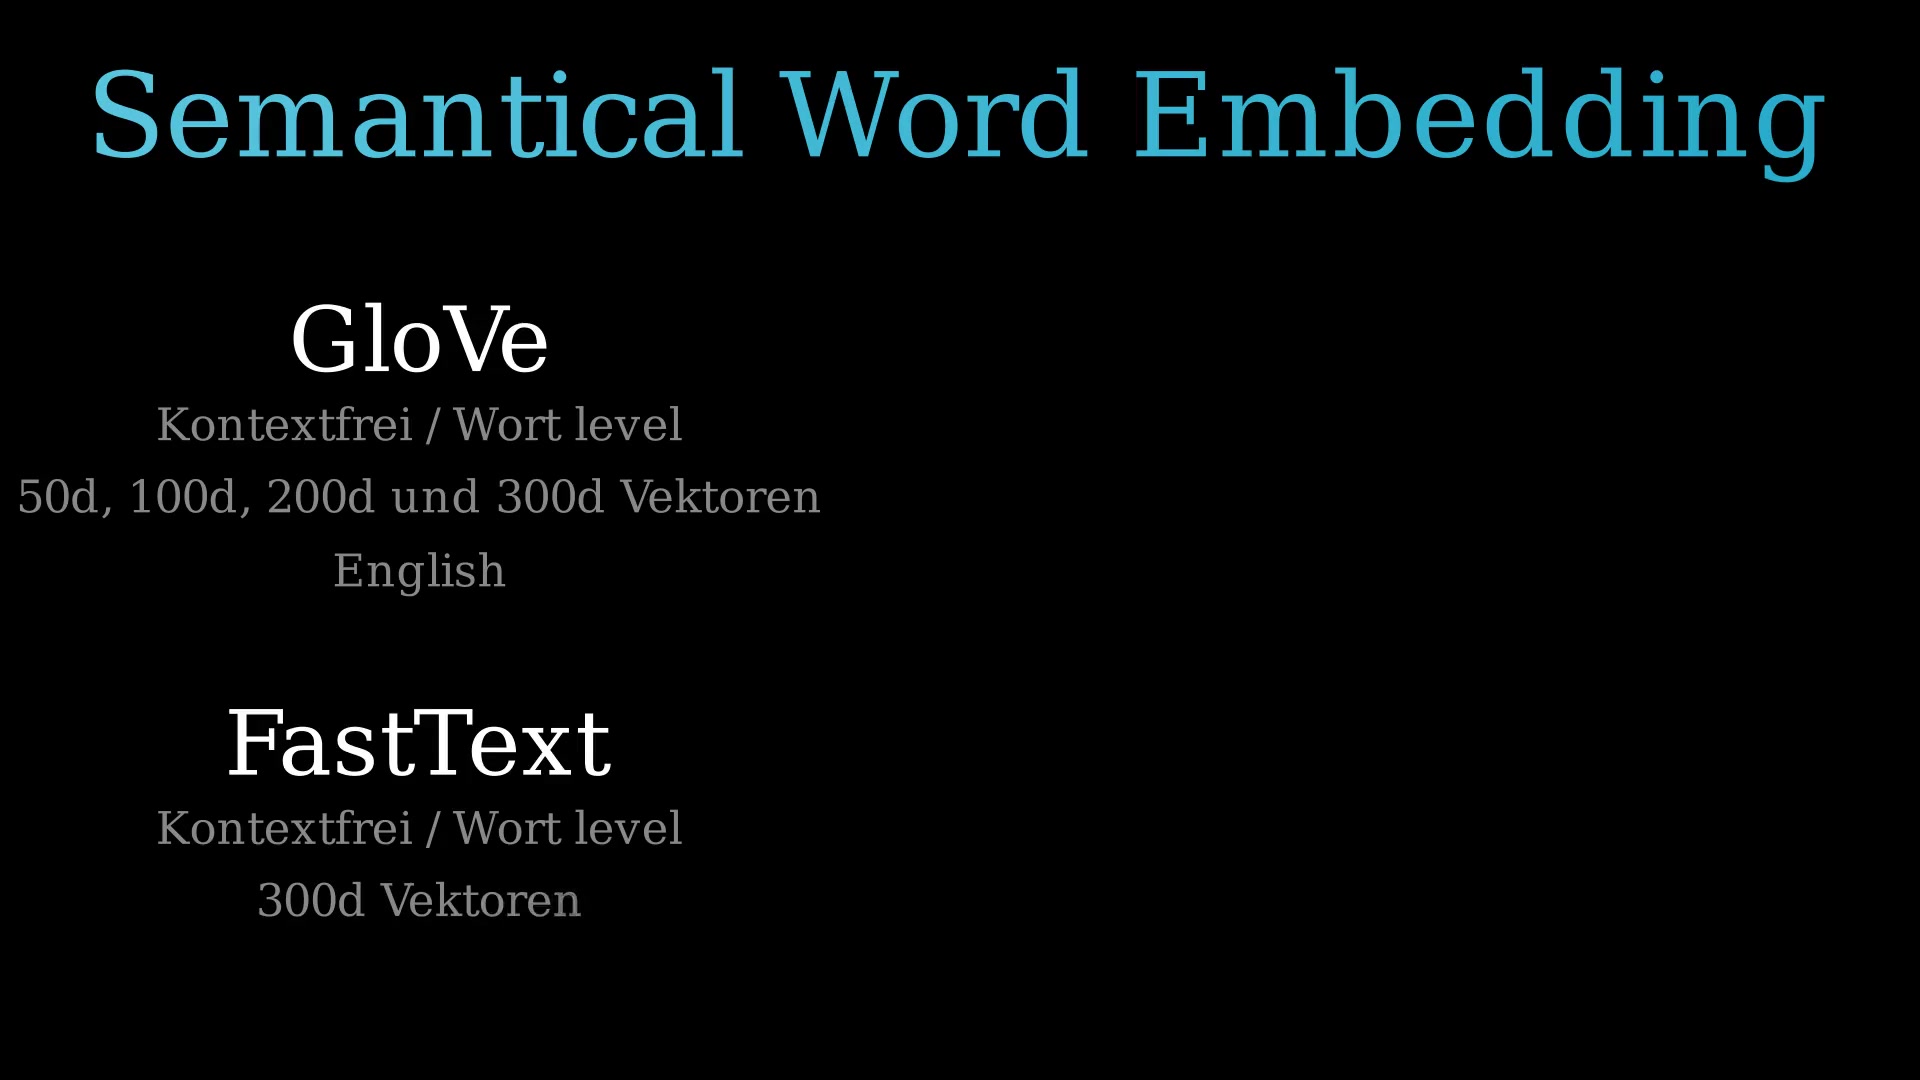 Semantical Word Embedding
GloVe
Kontextfrei / Wort level
50d, 100d, 200d und 300d Vektoren
English
FastText
Kontextfrei / Wort level
300d Vektoren